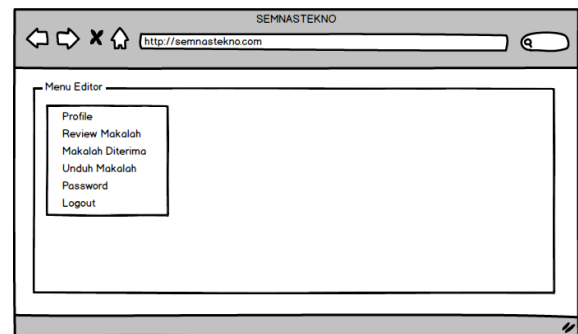 SEMNASTEKNO
http://semnastekno.com
Menu Editor
Profile
Review Makalah
Makalah Diterima
Unduh Makalah
Password
Logout